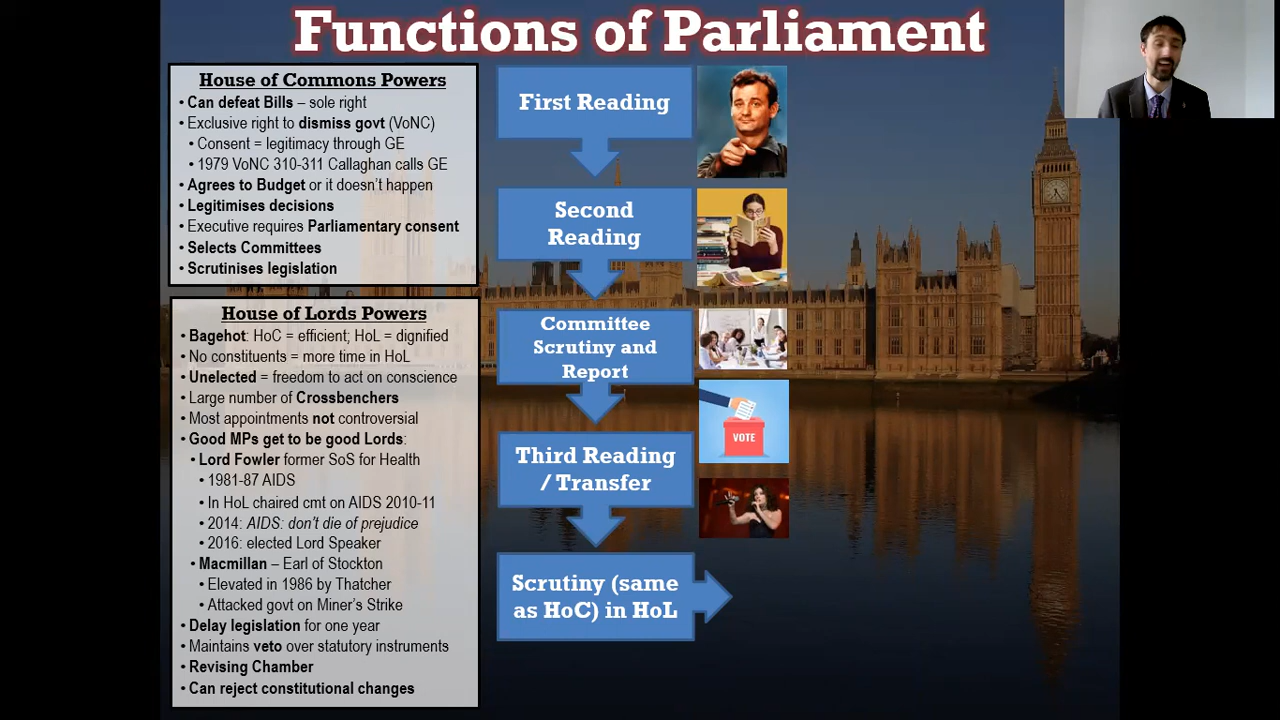 Functions of Parliament
House of Commons Powers
• Can defeat Bills – sole right
• Exclusive right to dismiss govt (VoNC)
• Consent = legitimacy through GE
• 1979 VoNC 310-311 Callaghan calls GE
• Agrees to Budget or it doesn't happen
• Legitimises decisions
• Executive requires Parliamentary consent
• Selects Committees
• Scrutinises legislation
House of Lords Powers
• Bagehot: HoC = efficient; HoL = dignified
• No constituents = more time in HoL
• Unelected = freedom to act on conscience
• Large number of Crossbenchers
• Most appointments not controversial
• Good MPs get to be good Lords:
• Lord Fowler former SoS for Health
• 1981-87 AIDS
• In HoL chaired cmt on AIDS 2010-11
• 2014: AIDS: don't die of prejudice
• 2016: elected Lord Speaker
• Macmillan – Earl of Stockton
• Elevated in 1986 by Thatcher
• Attacked govt on Miner's Strike
• Delay legislation for one year
• Maintains veto over statutory instruments
• Revising Chamber
• Can reject constitutional changes
First Reading
Second
Reading
Committee
Scrutiny and
Report
VOTE
Third Reading
/ Transfer
Scrutiny (same
as HoC) in HoL